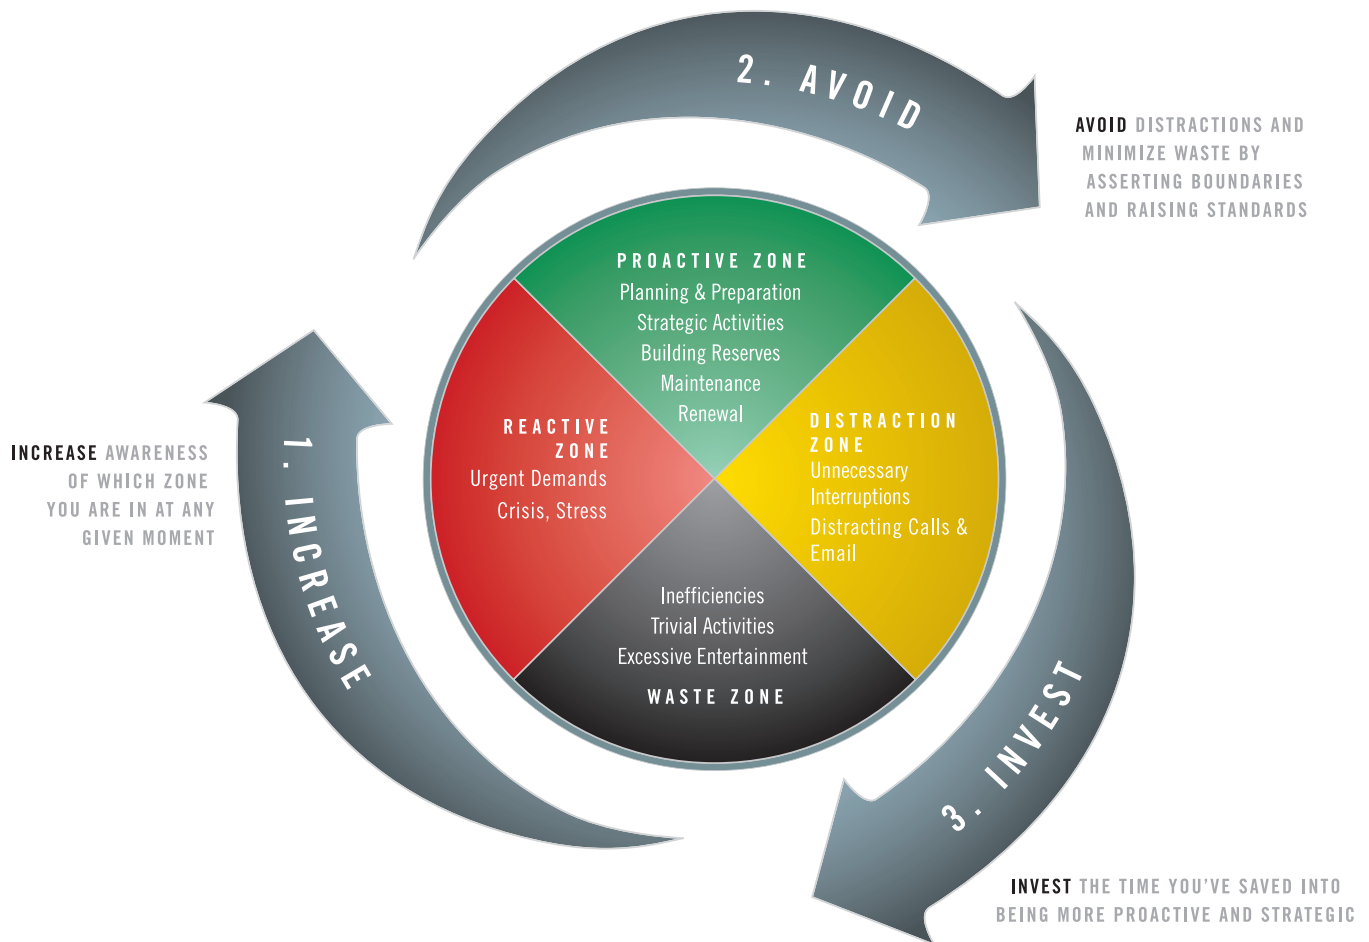 2. AVOID
AVOID DISTRACTIONS AND
MINIMIZE WASTE BY
ASSERTING BOUNDARIES
AND RAISING STANDARDS
PROACTIVE ZONE
Planning & Preparation
Strategic Activities
Building Reserves
Maintenance
Renewal
REACTIVE
ZONE
Urgent Demands
Crisis, Stress
DISTRACTION
ZONE
Unnecessary
Interruptions
Distracting Calls &
Email
Inefficiencies
Trivial Activities
Excessive Entertainment
WASTE ZONE
1. INCREASE
INCREASE AWARENESS
OF WHICH ZONE
YOU ARE IN AT ANY
GIVEN MOMENT
3. INVEST
INVEST THE TIME YOU'VE SAVED INTO
BEING MORE PROACTIVE AND STRATEGIC